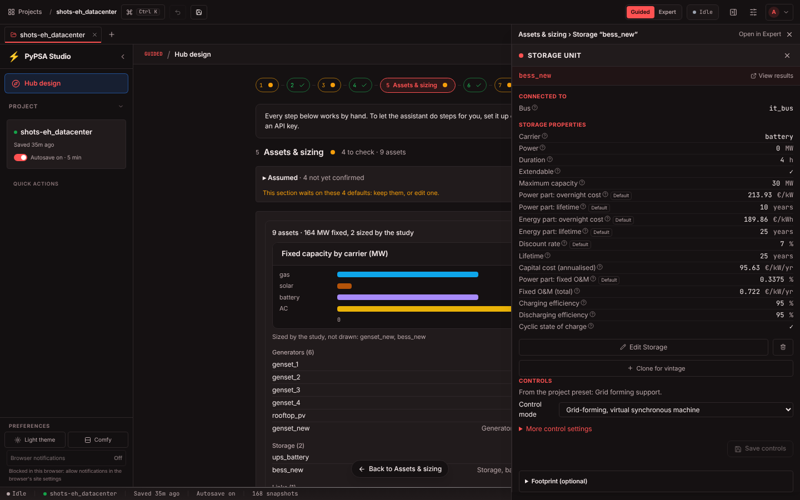 Projects / shots-eh_datacenter
Ctrl K
Guided Expert
Idle
A
shots-eh_datacenter
PyPSA Studio
Hub design
PROJECT
shots-eh_datacenter
Saved 35m ago
Autosave on · 5 min
QUICK ACTIONS
PREFERENCES
Light theme
Comfy
Browser notifications Off
Blocked in this browser: allow notifications in the browser's site settings
GUIDED / Hub design
1
2
3
4
5 Assets & sizing
6
7
Every step below works by hand. To let the assistant do steps for you, set it up
an API key.
5 Assets & sizing 4 to check · 9 assets
Assumed · 4 not yet confirmed
This section waits on these 4 defaults: keep them, or edit one.
9 assets · 164 MW fixed, 2 sized by the study
Fixed capacity by carrier (MW)
gas
solar
battery
AC
0
Sized by the study, not drawn: genset_new, bess_new
Generators (6)
genset_1
genset_2
genset_3
genset_4
rooftop_pv
genset_new
Storage (2)
ups_battery
bess_new
Back to Assets & sizing
Assets & sizing › Storage “bess_new”
Open in Expert
STORAGE UNIT
bess_new
View results
CONNECTED TO
Bus it_bus
STORAGE PROPERTIES
Carrier battery
Power 0 MW
Duration 4 h
Extendable ✓
Maximum capacity 30 MW
Power part: overnight cost Default 213.93 €/kW
Power part: lifetime Default 10 years
Energy part: overnight cost Default 189.86 €/kWh
Energy part: lifetime Default 25 years
Discount rate Default 7 %
Lifetime 25 years
Capital cost (annualised) 95.63 €/kW/yr
Power part: fixed O&M Default 0.3375 %
Fixed O&M (total) 0.722 €/kW/yr
Charging efficiency 95 %
Discharging efficiency 95 %
Cyclic state of charge ✓
Edit Storage
Clone for vintage
CONTROLS
From the project preset: Grid forming support.
Control mode
Grid-forming, virtual synchronous machine
More control settings
Save controls
Footprint (optional)
Idle shots-eh_datacenter Saved 35m ago Autosave on 168 snapshots